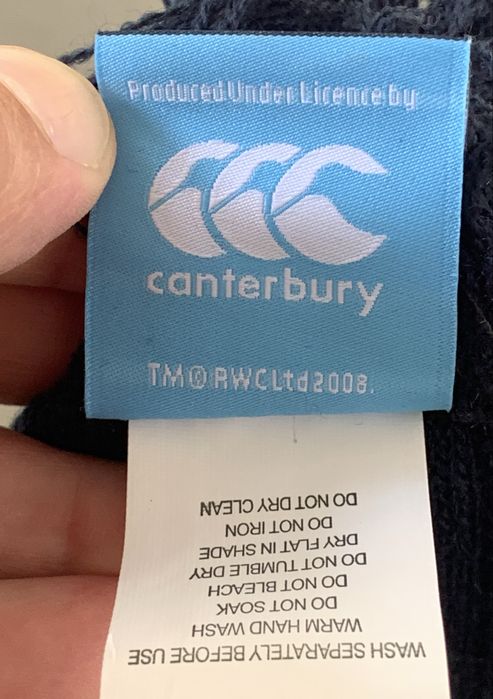 Produced Under Licence by
canterbury
TM® RWCLtd2008.
WASH SEPARATELY BEFORE USE
WARM HAND WASH
DO NOT SOAK
DO NOT BLEACH
DO NOT TUMBLE DRY
DRY FLAT IN SHADE
DO NOT IRON
DO NOT DRY CLEAN